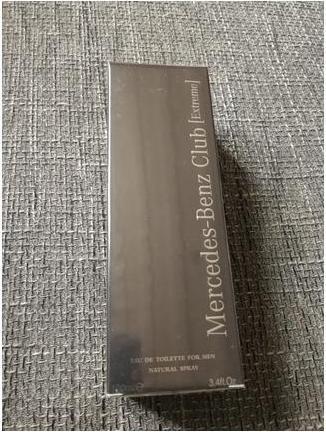 Mercedes-Benz Club [Extreme]
EAU DE TOILETTE FOR MEN
NATURAL SPRAY
3.4fl.Oz